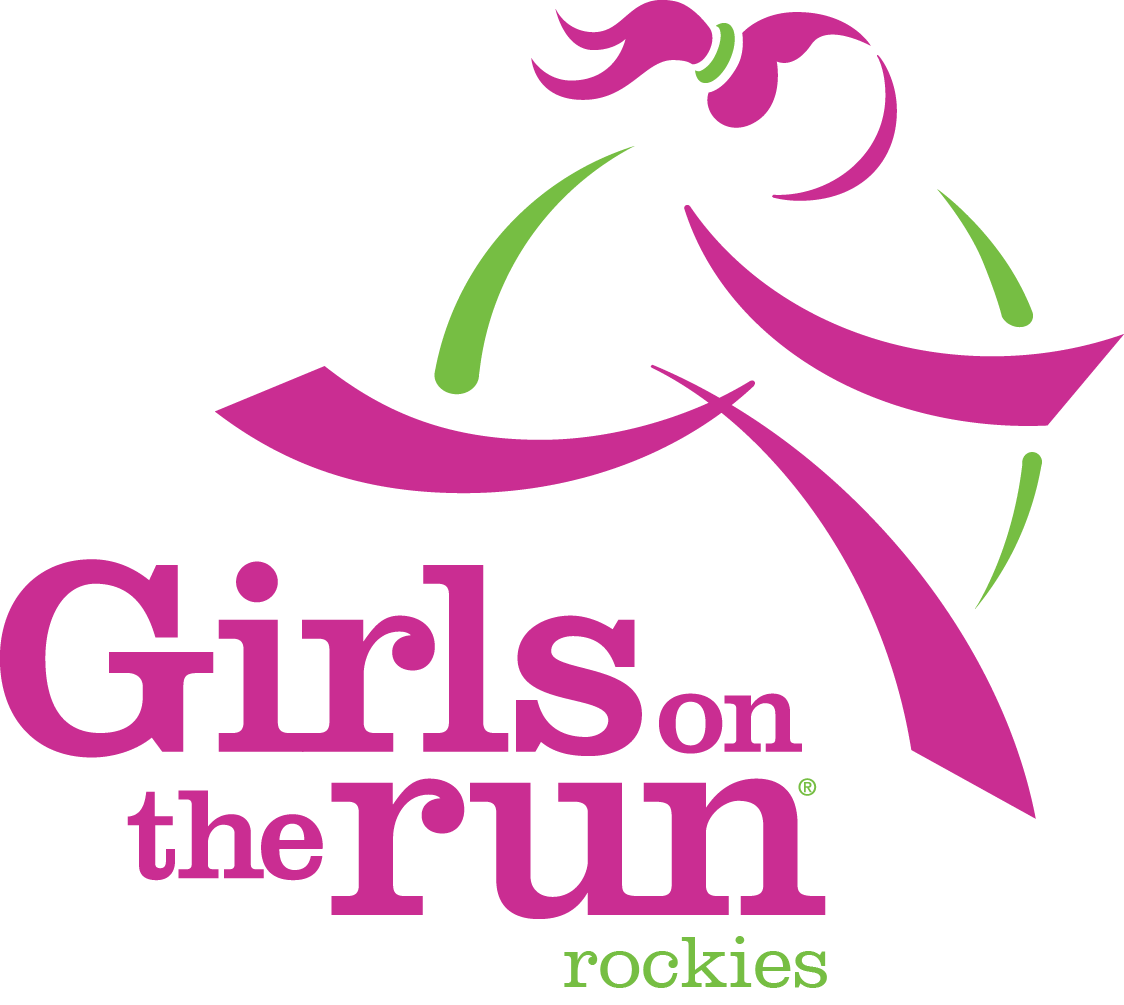 Girls on
the run®
rockies